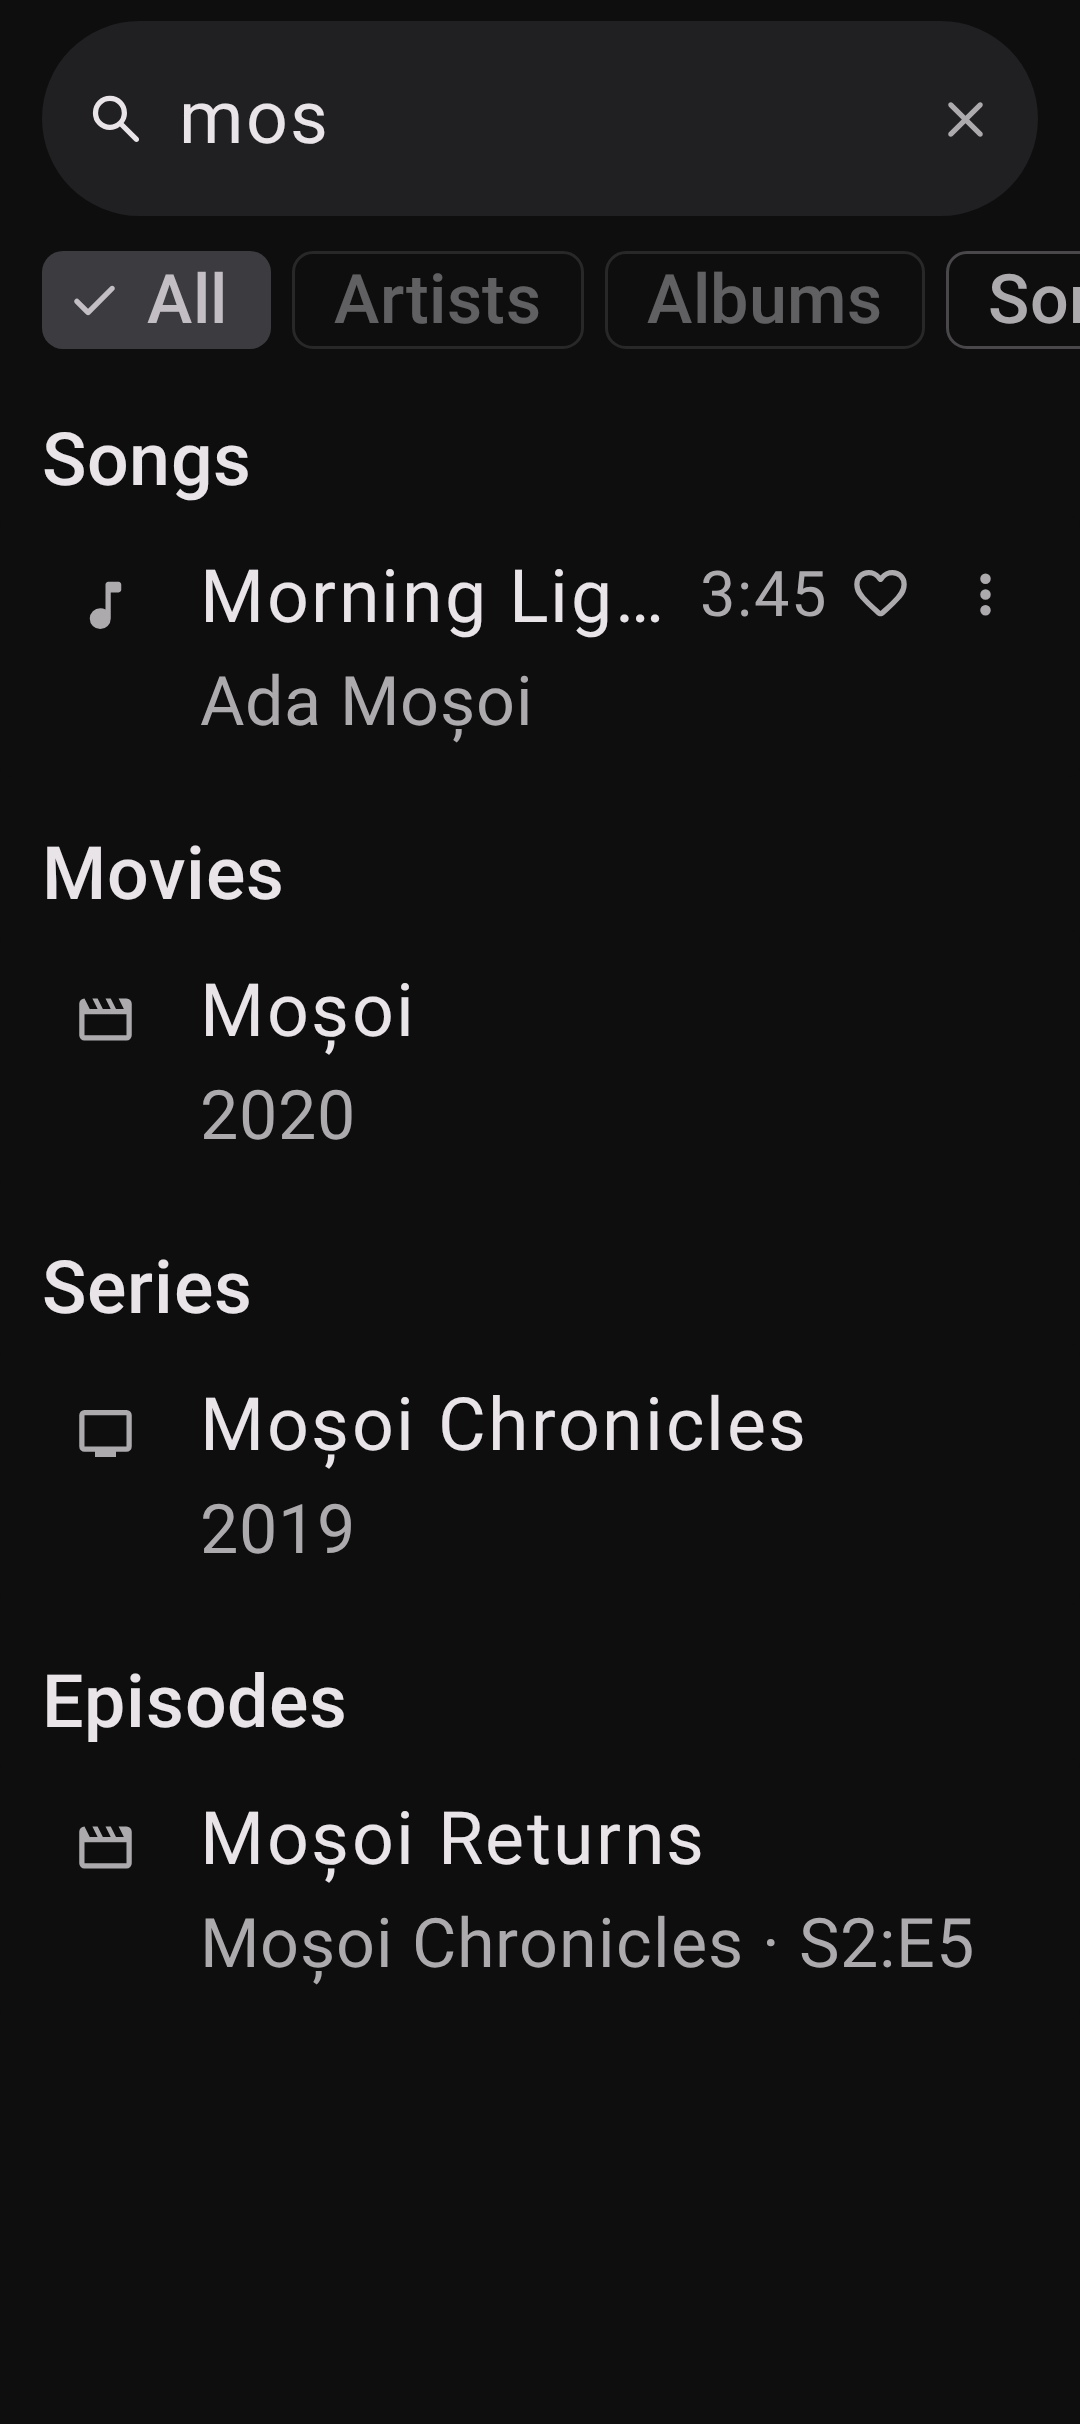 mos
All Artists Albums Sor
Songs
Morning Lig... 3:45
Ada Moșoi
Movies
Moșoi
2020
Series
Moșoi Chronicles
2019
Episodes
Moșoi Returns
Moșoi Chronicles · S2:E5